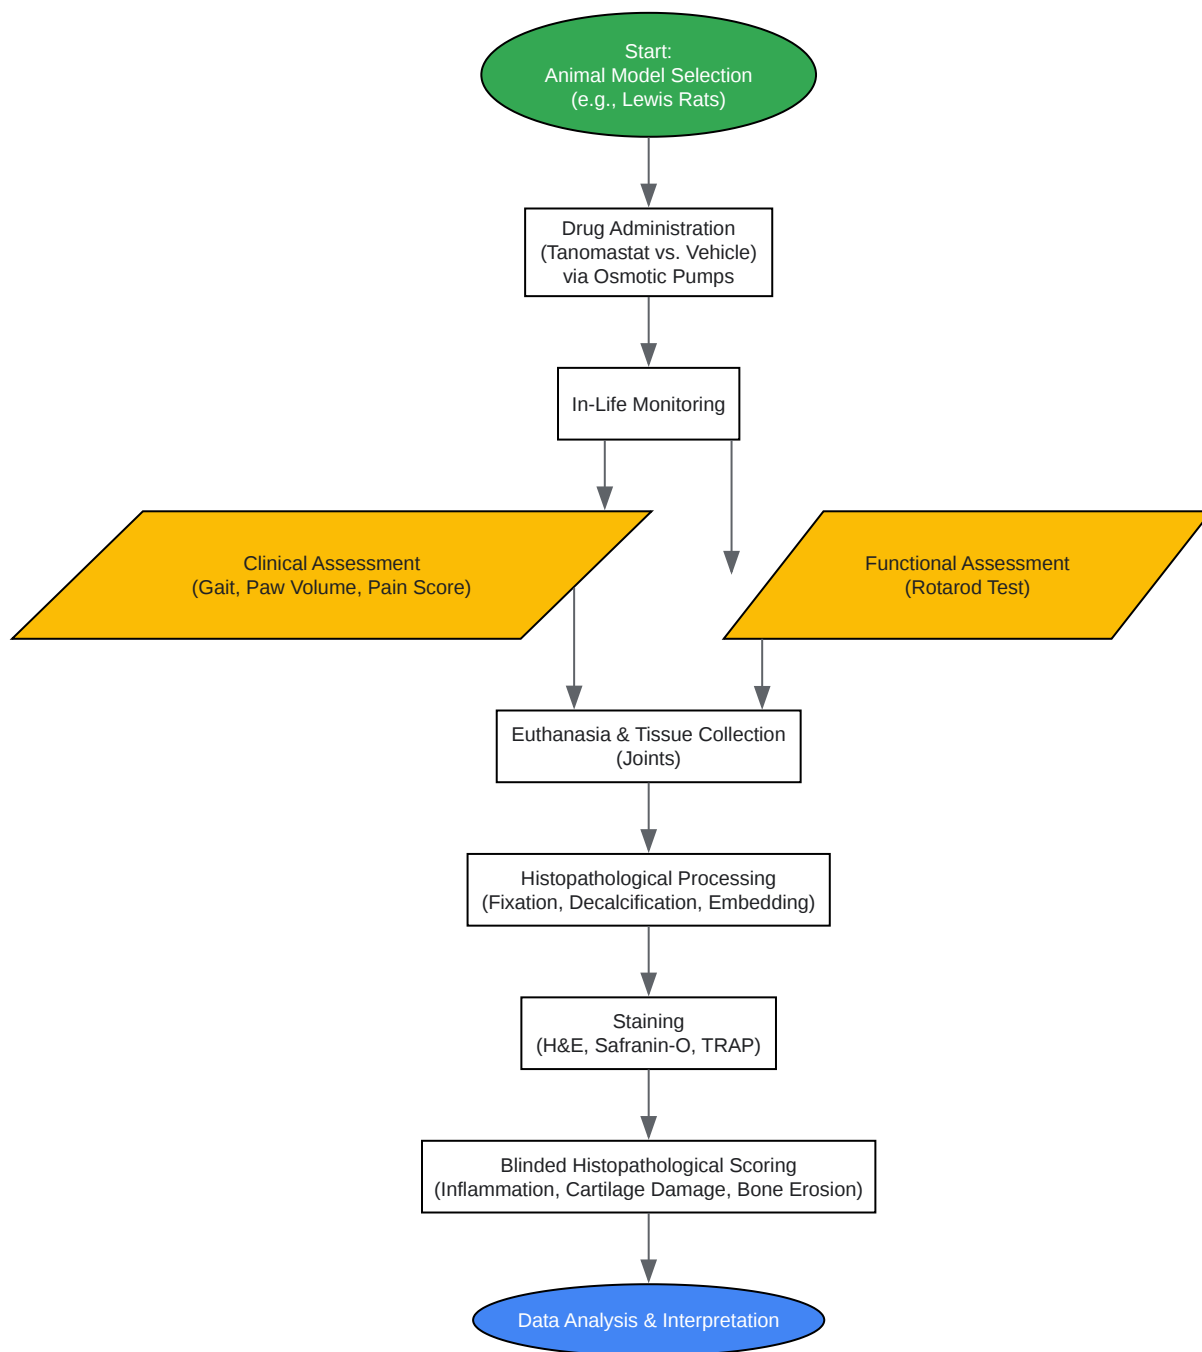 Start:
Animal Model Selection
(e.g., Lewis Rats)
Drug Administration
(Tanomastat vs. Vehicle)
via Osmotic Pumps
In-Life Monitoring
Clinical Assessment
(Gait, Paw Volume, Pain Score)
Functional Assessment
(Rotarod Test)
Euthanasia & Tissue Collection
(Joints)
Histopathological Processing
(Fixation, Decalcification, Embedding)
Staining
(H&E, Safranin-O, TRAP)
Blinded Histopathological Scoring
(Inflammation, Cartilage Damage, Bone Erosion)
Data Analysis & Interpretation